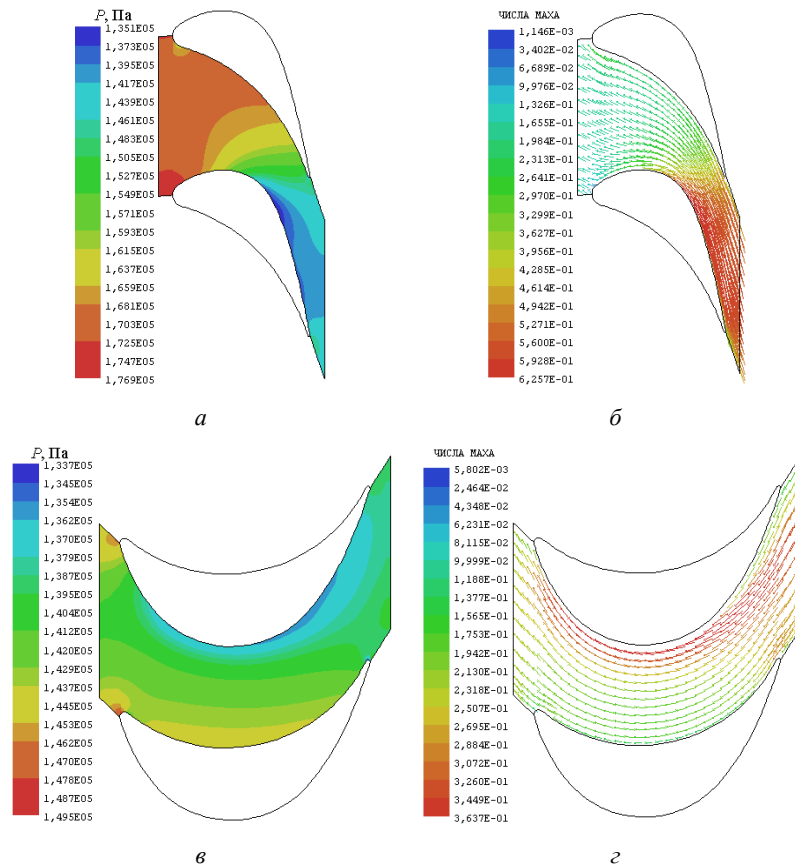 P, Па
1,351E05
1,373E05
1,395E05
1,417E05
1,439E05
1,461E05
1,483E05
1,505E05
1,527E05
1,549E05
1,571E05
1,593E05
1,615E05
1,637E05
1,659E05
1,681E05
1,703E05
1,725E05
1,747E05
1,769E05
ЧИСЛА МАХА
1,146E-03
3,402E-02
6,689E-02
9,976E-02
1,326E-01
1,655E-01
1,984E-01
2,313E-01
2,641E-01
2,970E-01
3,299E-01
3,627E-01
3,956E-01
4,285E-01
4,614E-01
4,942E-01
5,271E-01
5,600E-01
5,928E-01
6,257E-01
а
б
P, Па
1,337E05
1,345E05
1,354E05
1,362E05
1,370E05
1,379E05
1,387E05
1,395E05
1,404E05
1,412E05
1,420E05
1,429E05
1,437E05
1,445E05
1,453E05
1,462E05
1,470E05
1,478E05
1,487E05
1,495E05
ЧИСЛА МАХА
5,802E-03
2,464E-02
4,348E-02
6,231E-02
8,115E-02
9,999E-02
1,188E-01
1,377E-01
1,565E-01
1,753E-01
1,942E-01
2,130E-01
2,318E-01
2,507E-01
2,695E-01
2,884E-01
3,072E-01
3,260E-01
3,449E-01
3,637E-01
в
г